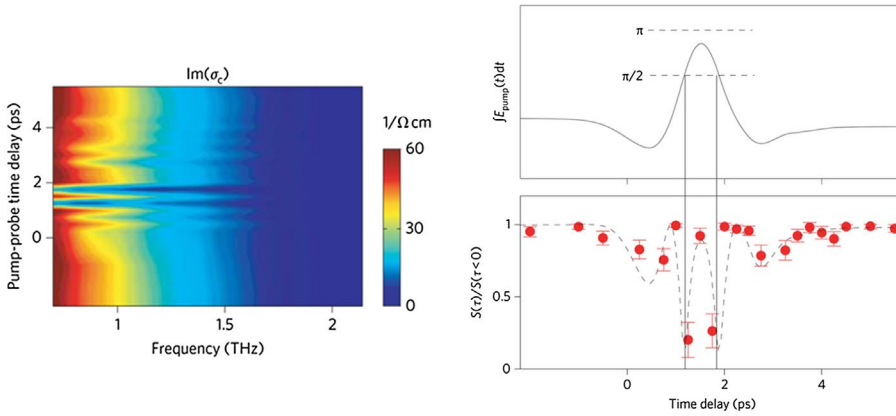 Im(σc)
Pump-probe time delay (ps)
4
2
0
1
1.5
2
Frequency (THz)
1/Ω cm
60
30
0
∫Epump(t)dt
π
π/2
S(τ)/S(τ<0)
1
0.5
0
0
2
4
Time delay (ps)